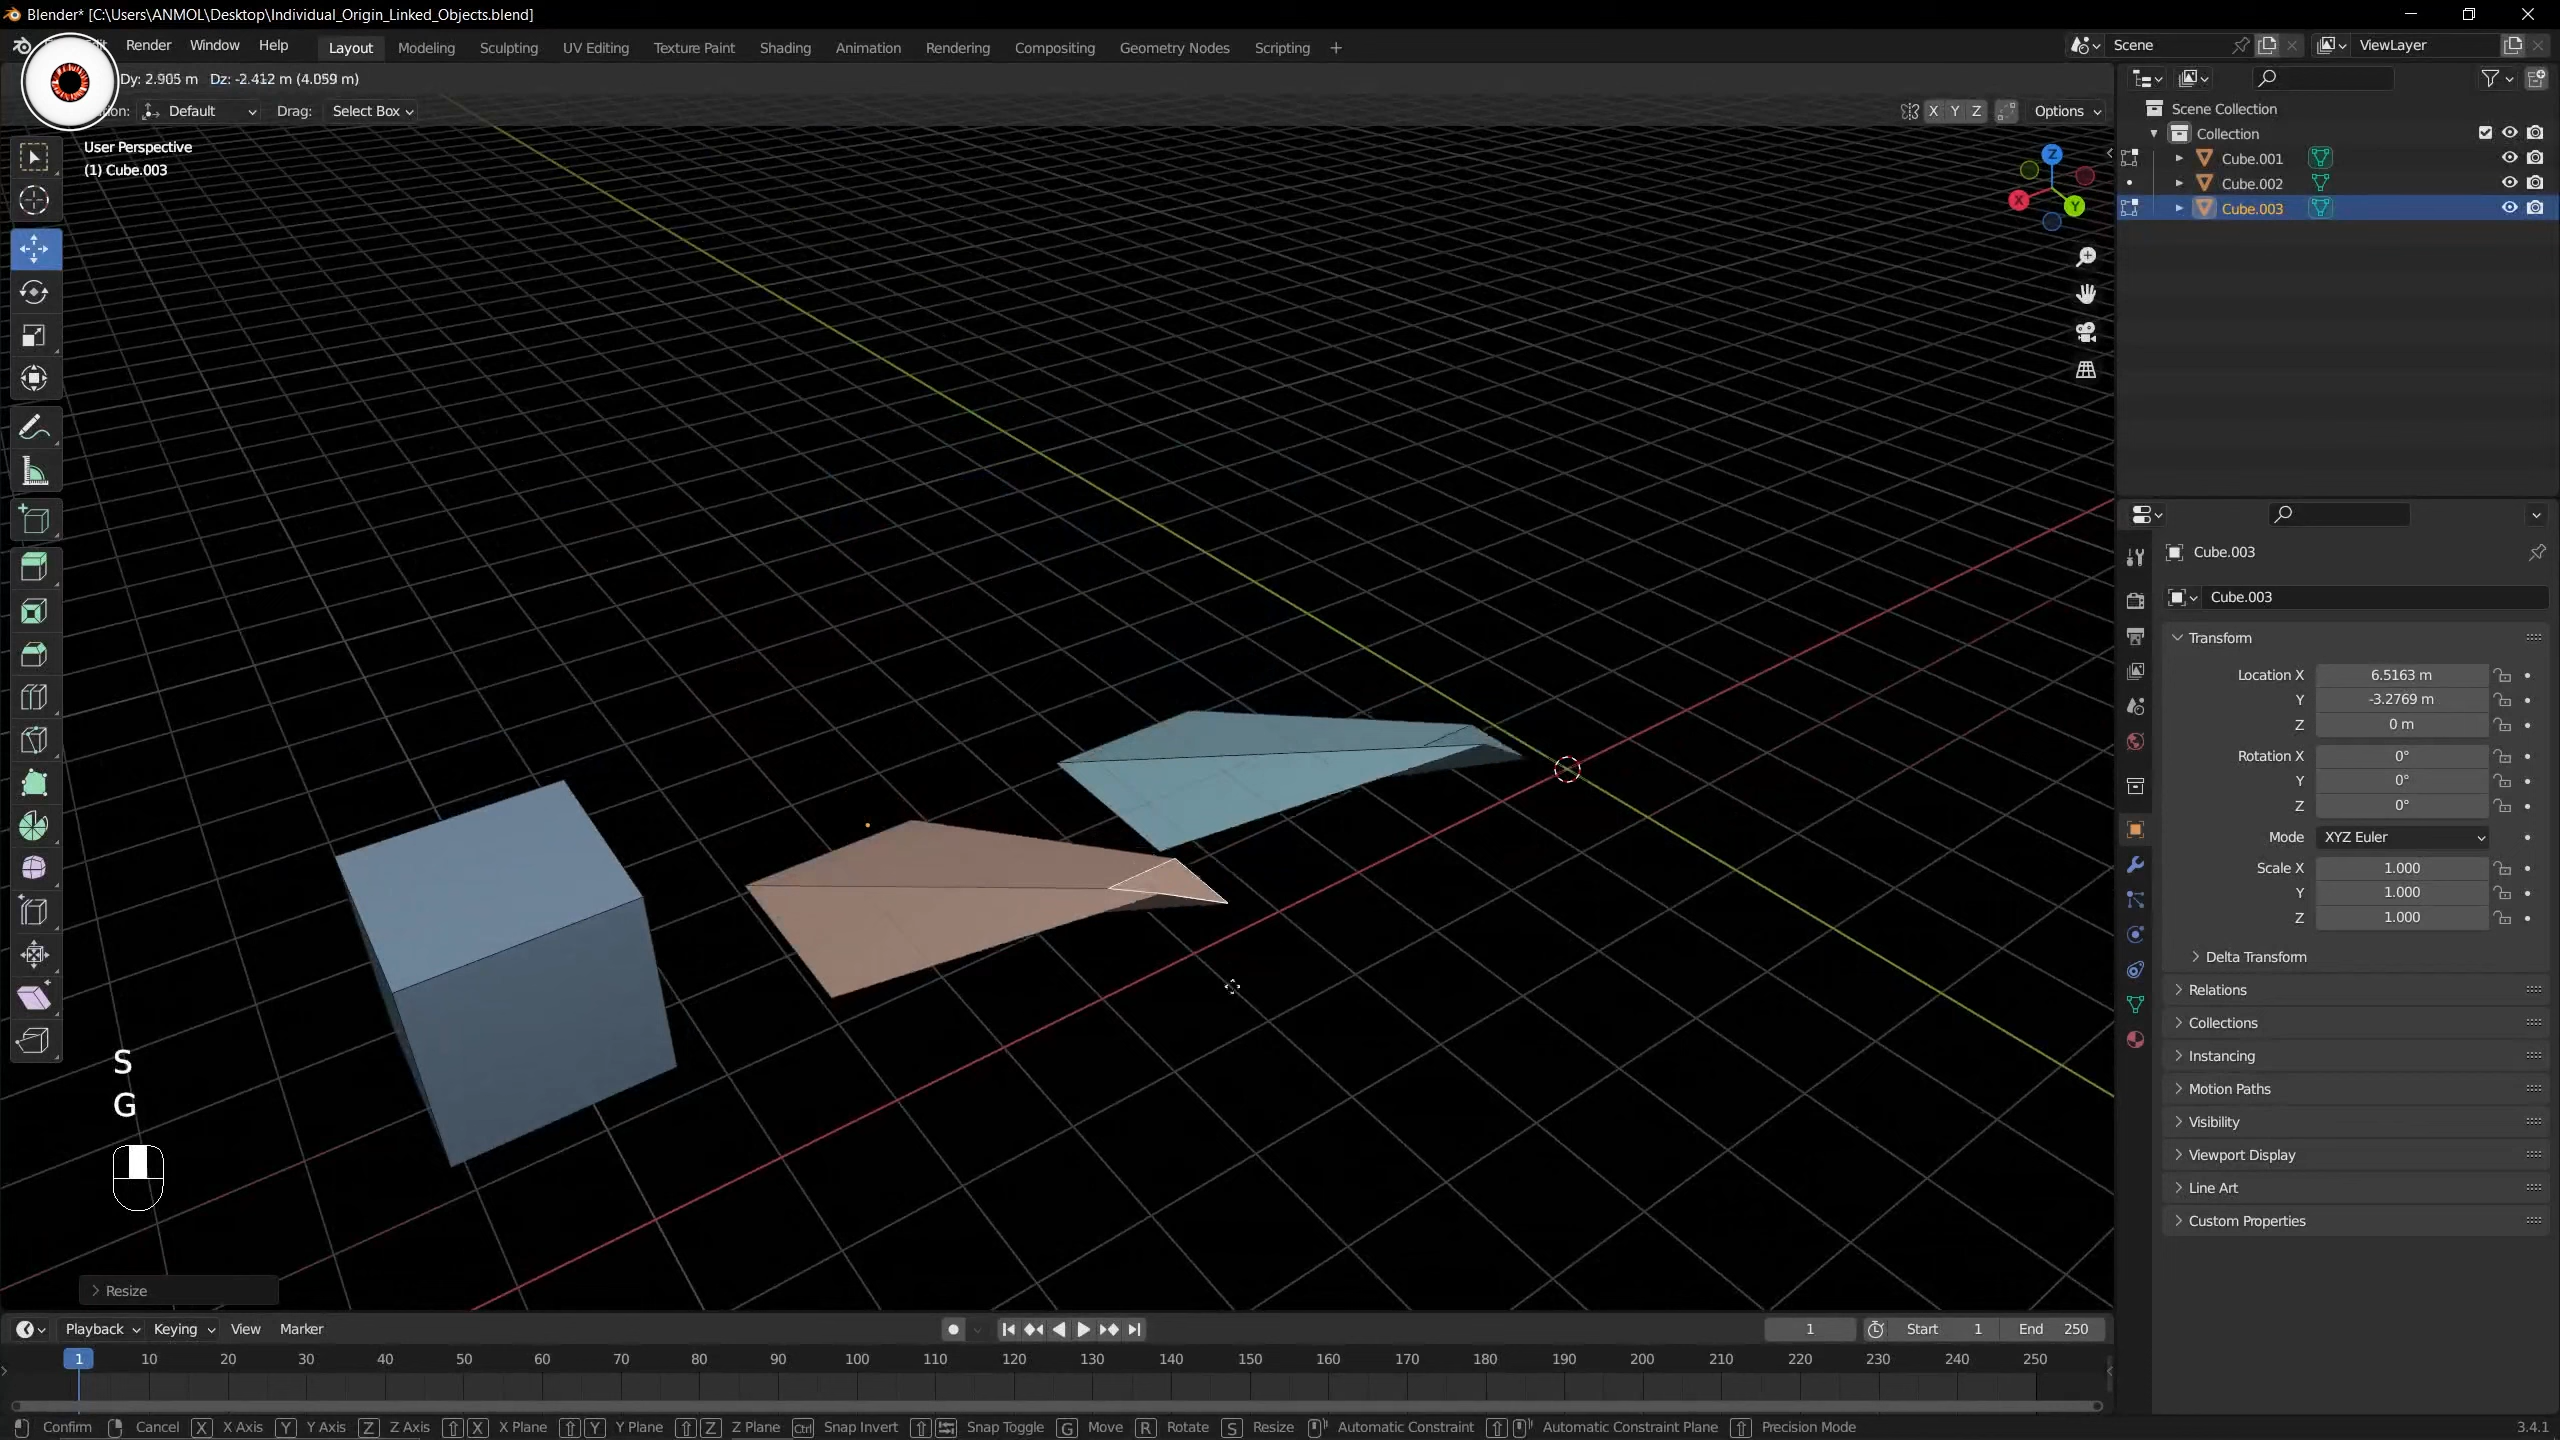 Blender* [C:\Users\ANMOL\Desktop\Individual_Origin_Linked_Objects.blend]
Render Window Help Layout Modeling Sculpting UV Editing Texture Paint Shading Animation Rendering Compositing Geometry Nodes Scripting + Scene ViewLayer
Dy: 2.905 m Dz: -2.412 m (4.059 m)
Default Drag: Select Box X Y Z Options
User Perspective
(1) Cube.003
Z
X
Y
Scene Collection
Collection
Cube.001
Cube.002
Cube.003
Cube.003
Cube.003
Transform
Location X 6.5163 m
Y -3.2769 m
Z 0 m
Rotation X 0°
Y 0°
Z 0°
Mode XYZ Euler
Scale X 1.000
Y 1.000
Z 1.000
Delta Transform
Relations
Collections
Instancing
Motion Paths
Visibility
Viewport Display
Line Art
Custom Properties
S
G
Resize
Playback Keying View Marker 1 Start 1 End 250
1 10 20 30 40 50 60 70 80 90 100 110 120 130 140 150 160 170 180 190 200 210 220 230 240 250
Confirm Cancel X X Axis Y Y Axis Z Z Axis X X Plane Y Y Plane Z Z Plane Ctrl Snap Invert Snap Toggle G Move R Rotate S Resize Automatic Constraint Automatic Constraint Plane Precision Mode 3.4.1